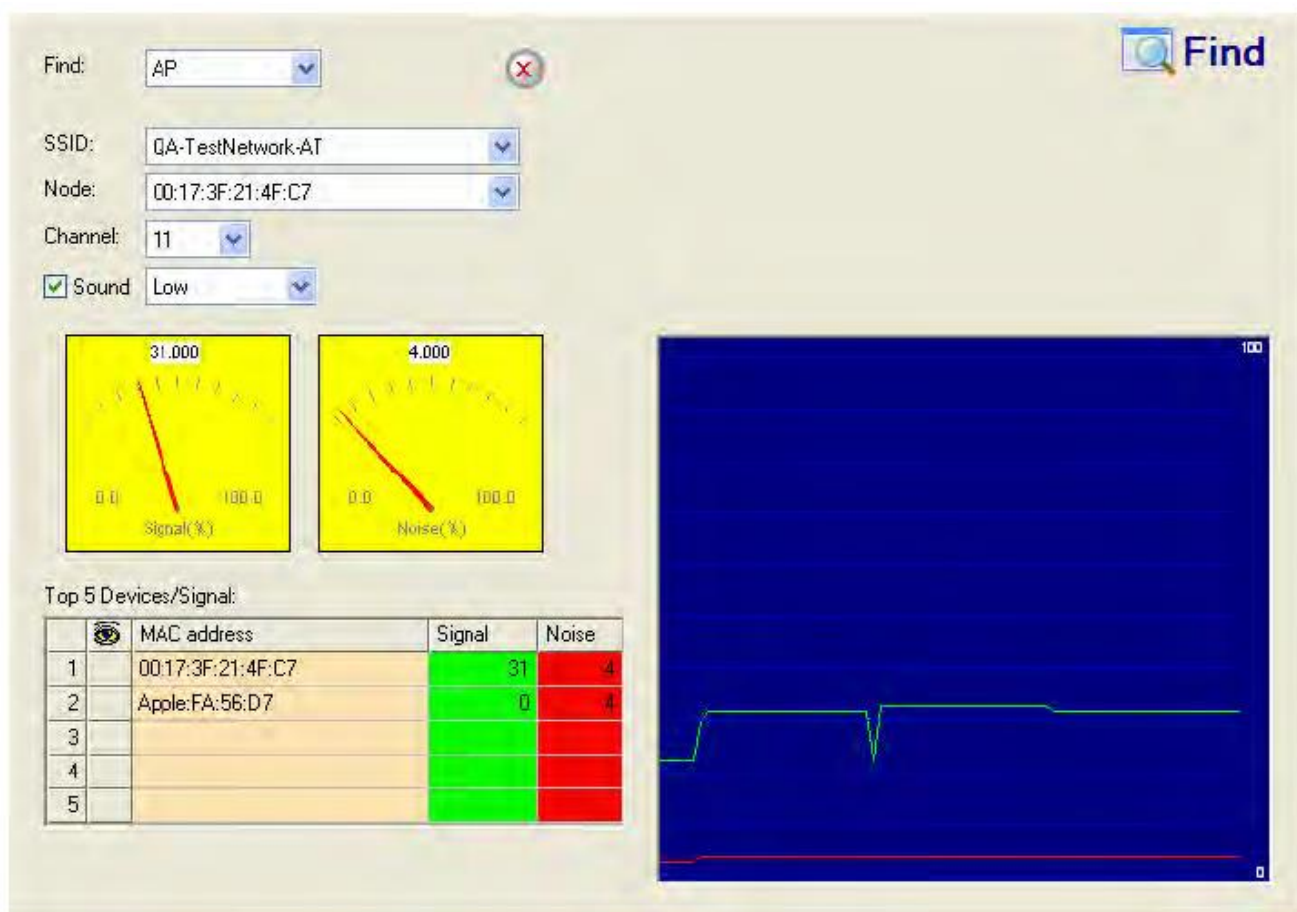 Find
Find: AP
SSID: QA-TestNetwork-AT
Node: 00:17:3F:21:4F:C7
Channel: 11
Sound Low
31.000
0.0 100.0
Signal(%)
4.000
0.0 100.0
Noise(%)
100
0
Top 5 Devices/Signal:
MAC address Signal Noise
1 00:17:3F:21:4F:C7 31 4
2 Apple:FA:56:D7 0 4
3
4
5